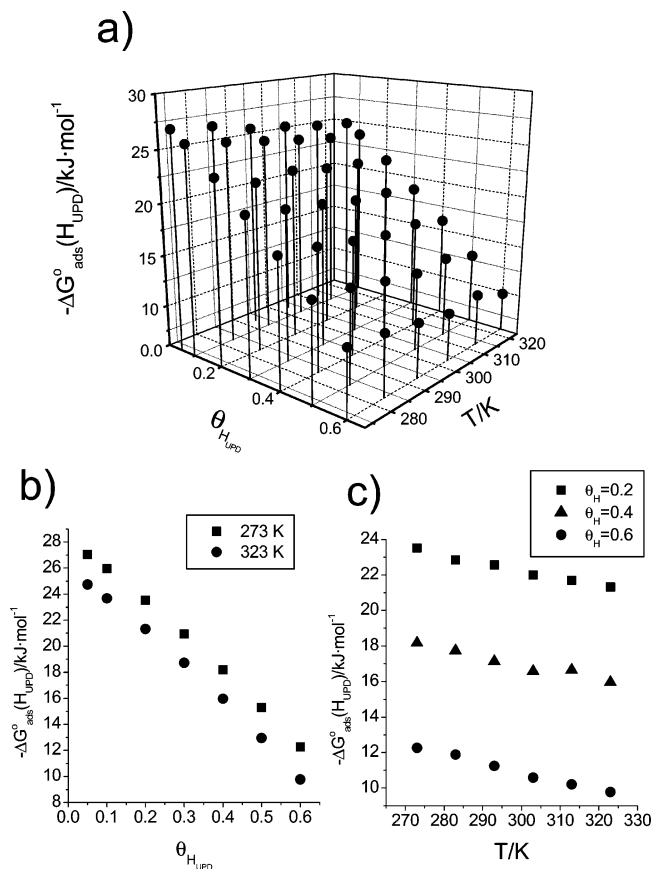 a)
-ΔG°ads(HUPD)/kJ·mol⁻¹
30
25
20
15
10
0.0
0.2
0.4
0.6
θHUPD
280
290
300
310
320
T/K
b)
273 K
323 K
-ΔG°ads(HUPD)/kJ·mol⁻¹
28
26
24
22
20
18
16
14
12
10
8
0.0 0.1 0.2 0.3 0.4 0.5 0.6
θHUPD
c)
θH=0.2
θH=0.4
θH=0.6
-ΔG°ads(HUPD)/kJ·mol⁻¹
24
22
20
18
16
14
12
10
270 280 290 300 310 320 330
T/K